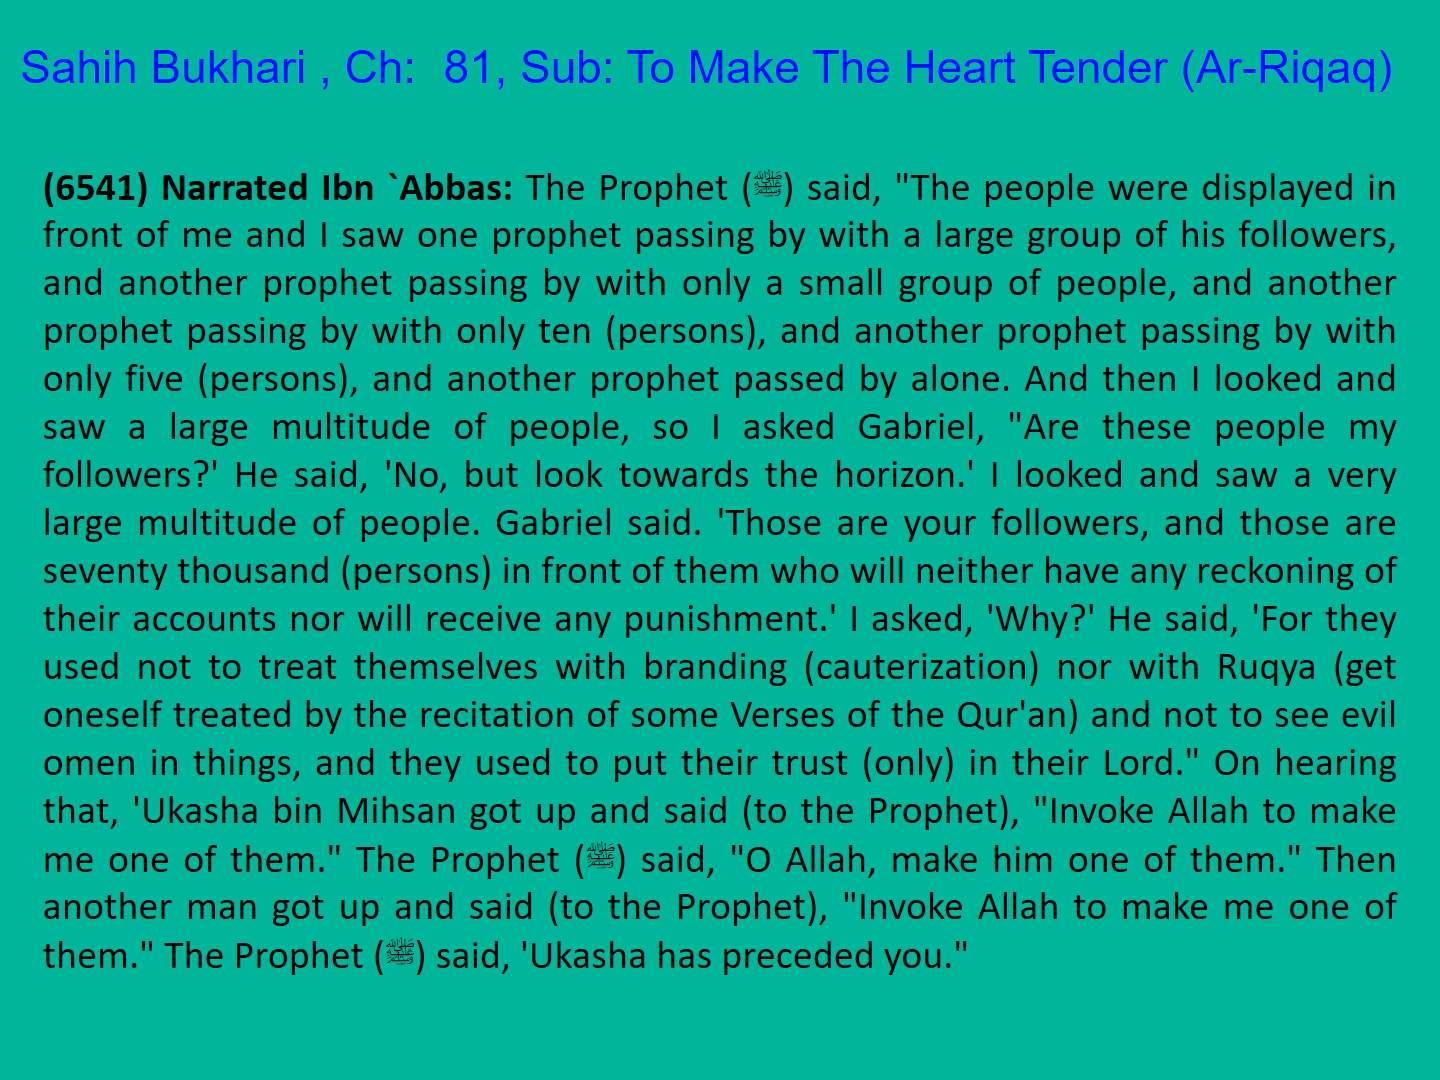 Sahih Bukhari , Ch:  81, Sub: To Make The Heart Tender (Ar-Riqaq)
(6541) Narrated Ibn `Abbas: The Prophet (ﷺ) said, "The people were displayed in
front of me and I saw one prophet passing by with a large group of his followers,
and another prophet passing by with only a small group of people, and another
prophet passing by with only ten (persons), and another prophet passing by with
only five (persons), and another prophet passed by alone. And then I looked and
saw a large multitude of people, so I asked Gabriel, "Are these people my
followers?' He said, 'No, but look towards the horizon.' I looked and saw a very
large multitude of people. Gabriel said. 'Those are your followers, and those are
seventy thousand (persons) in front of them who will neither have any reckoning of
their accounts nor will receive any punishment.' I asked, 'Why?' He said, 'For they
used not to treat themselves with branding (cauterization) nor with Ruqya (get
oneself treated by the recitation of some Verses of the Qur'an) and not to see evil
omen in things, and they used to put their trust (only) in their Lord." On hearing
that, 'Ukasha bin Mihsan got up and said (to the Prophet), "Invoke Allah to make
me one of them." The Prophet (ﷺ) said, "O Allah, make him one of them." Then
another man got up and said (to the Prophet), "Invoke Allah to make me one of
them." The Prophet (ﷺ) said, 'Ukasha has preceded you."